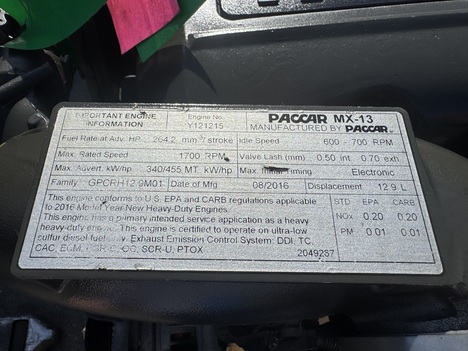 IMPORTANT ENGINE INFORMATION
Engine No. Y121215
PACCAR MX-13
MANUFACTURED BY PACCAR
Fuel Rate at Adv. HP 264.2 mm³/stroke Idle Speed 600 - 700 RPM
Max. Rated Speed 1700 RPM Valve Lash (mm) 0.50 int 0.70 exh
Max. Advert. kW/hp 340/455 MT kW/hp Timing Electronic
Family GPCRH12.9M01 Date of Mfg 08/2016 Displacement 12.9 L
This engine conforms to U.S. EPA and CARB regulations applicable
to 2016 Model Year New Heavy-Duty Engines.
This engine has a primary intended service application as a heavy
heavy-duty engine. This engine is certified to operate on ultra-low
sulfur diesel fuel only. Exhaust Emission Control System: DDI, TC,
CAC, ECM, SCR-U, PTOX
2049287
STD EPA CARB
NOx 0.20 0.20
PM 0.01 0.01